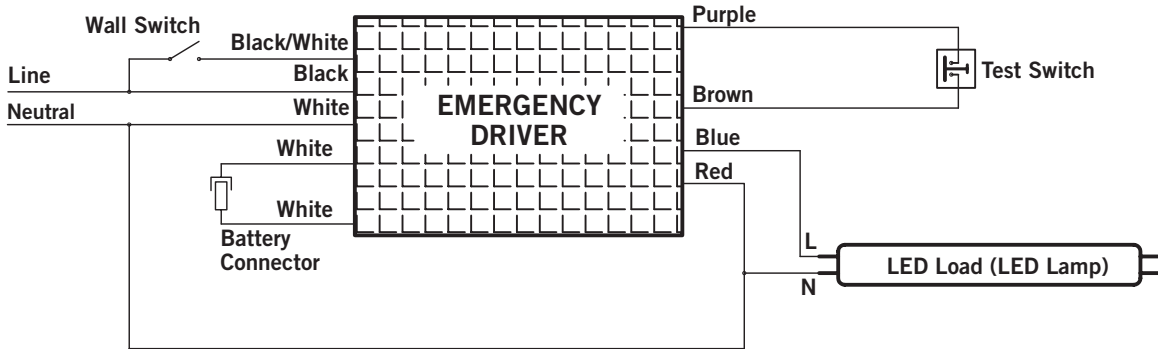 Wall Switch
Black/White
Line
Black
Neutral
White
White
White
Battery
Connector
EMERGENCY
DRIVER
Purple
Test Switch
Brown
Blue
Red
L
N
LED Load (LED Lamp)